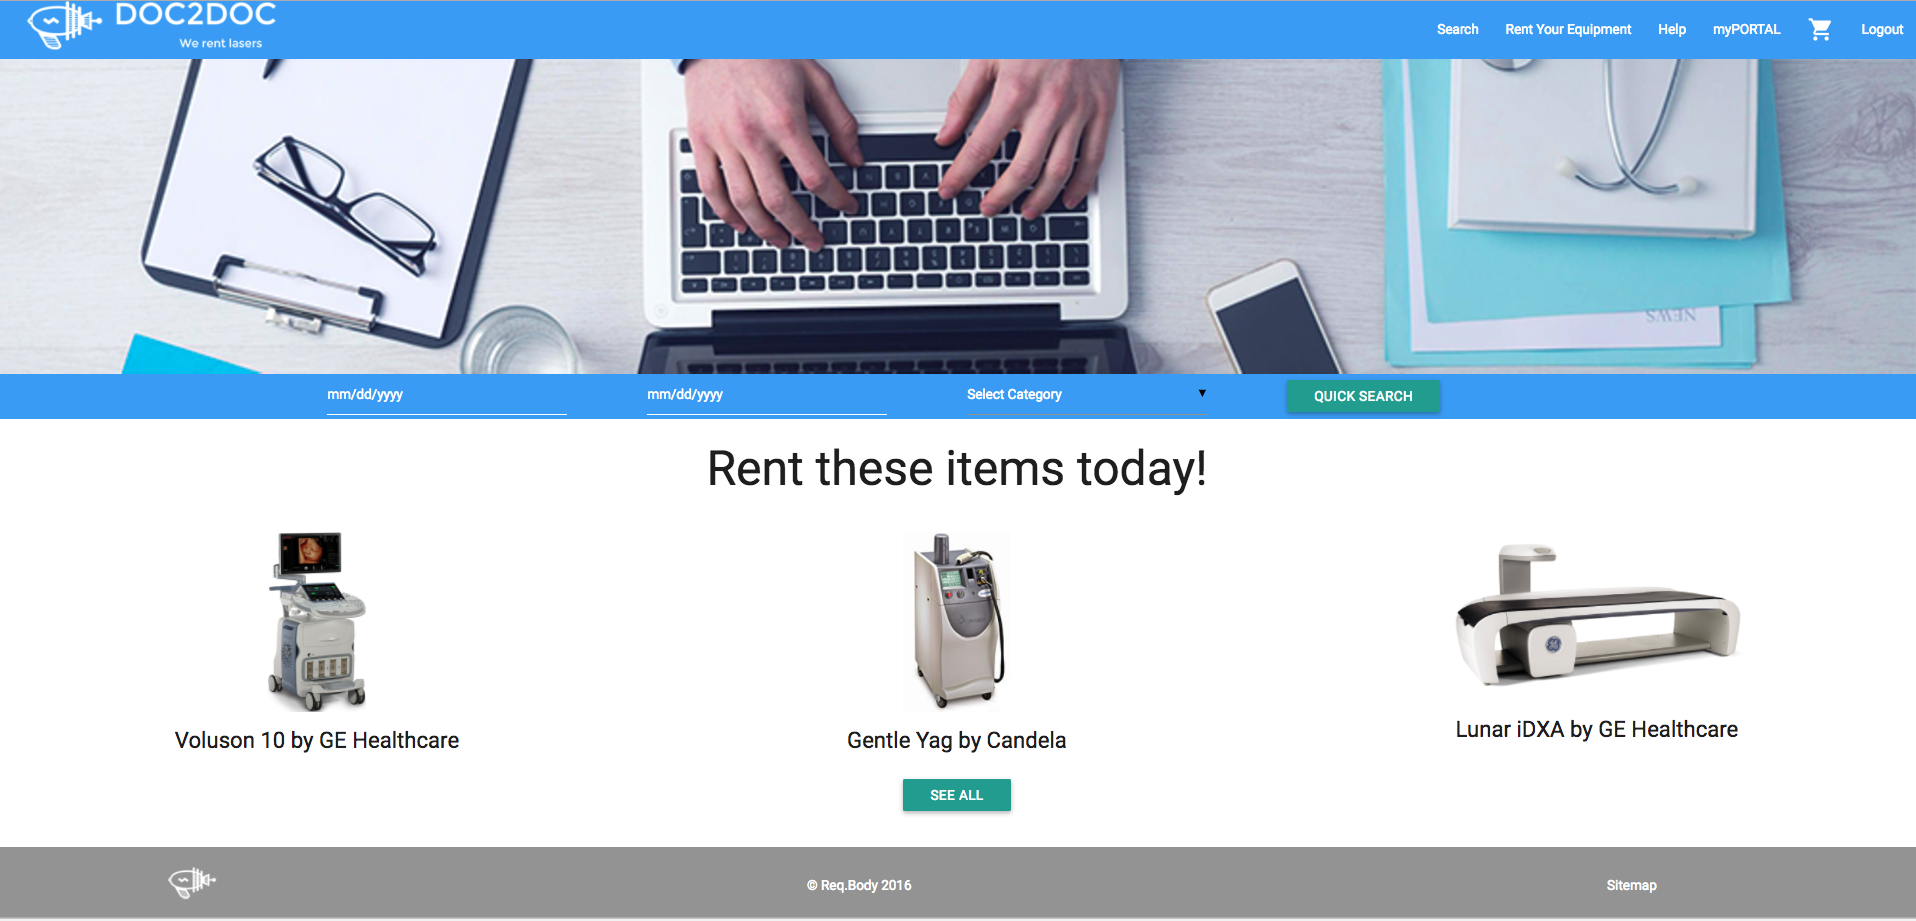 DOC2DOC
We rent lasers
Search Rent Your Equipment Help myPORTAL Logout
NEWS
mm/dd/yyyy mm/dd/yyyy Select Category QUICK SEARCH
Rent these items today!
Voluson 10 by GE Healthcare
Gentle Yag by Candela
Lunar iDXA by GE Healthcare
SEE ALL
© Req.Body 2016
Sitemap